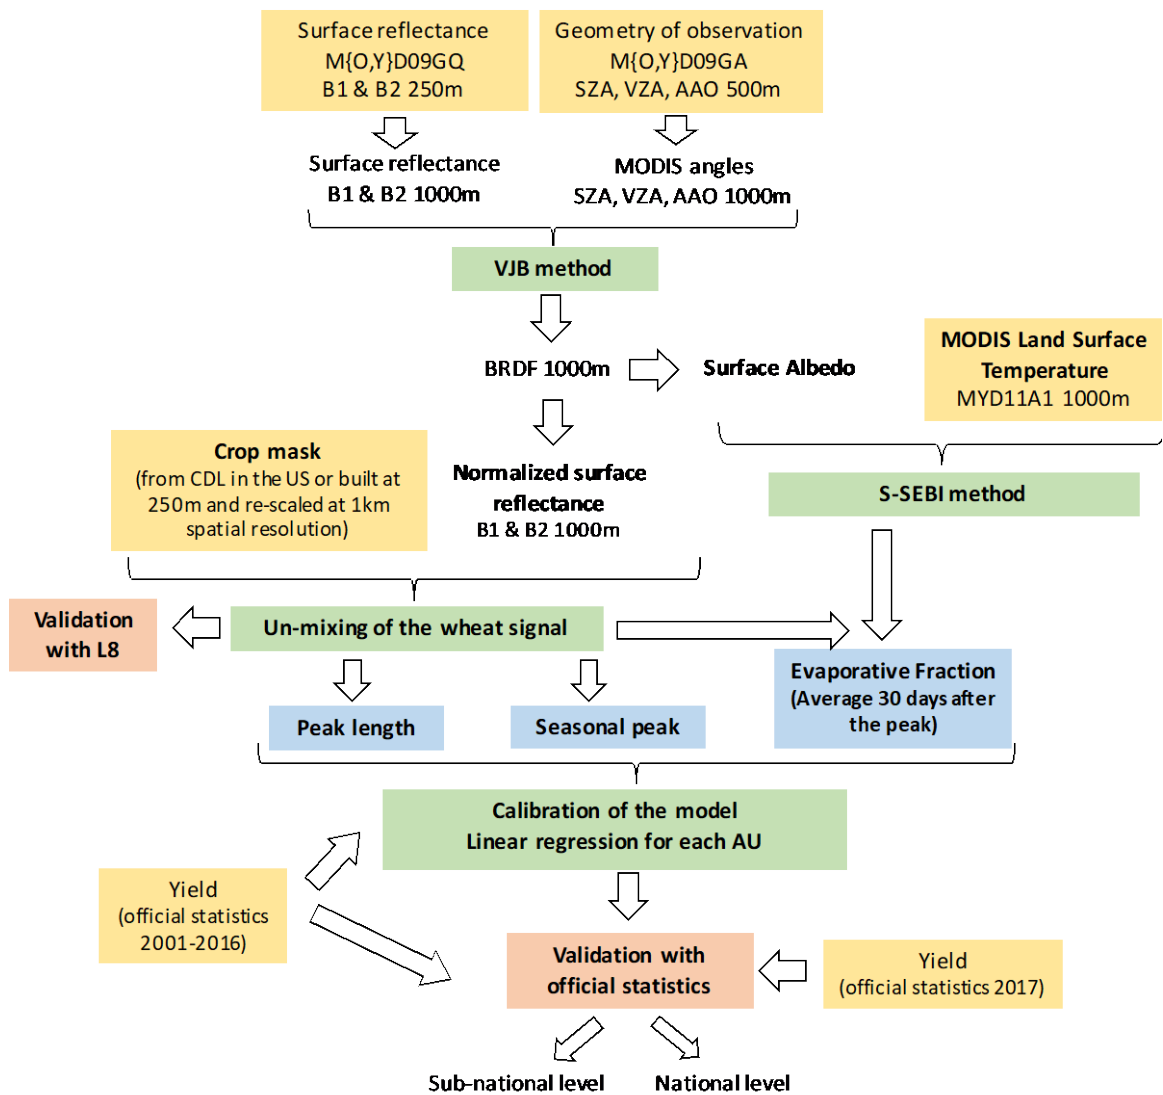 Surface reflectance
M{O,Y}D09GQ
B1 & B2 250m
Geometry of observation
M{O,Y}D09GA
SZA, VZA, AAO 500m
Surface reflectance
B1 & B2 1000m
MODIS angles
SZA, VZA, AAO 1000m
VJB method
BRDF 1000m
Surface Albedo
MODIS Land Surface
Temperature
MYD11A1 1000m
Crop mask
(from CDL in the US or built at
250m and re-scaled at 1km
spatial resolution)
Normalized surface
reflectance
B1 & B2 1000m
S-SEBI method
Validation
with L8
Un-mixing of the wheat signal
Evaporative Fraction
(Average 30 days after
the peak)
Peak length
Seasonal peak
Calibration of the model
Linear regression for each AU
Yield
(official statistics
2001-2016)
Validation with
official statistics
Yield
(official statistics 2017)
Sub-national level
National level